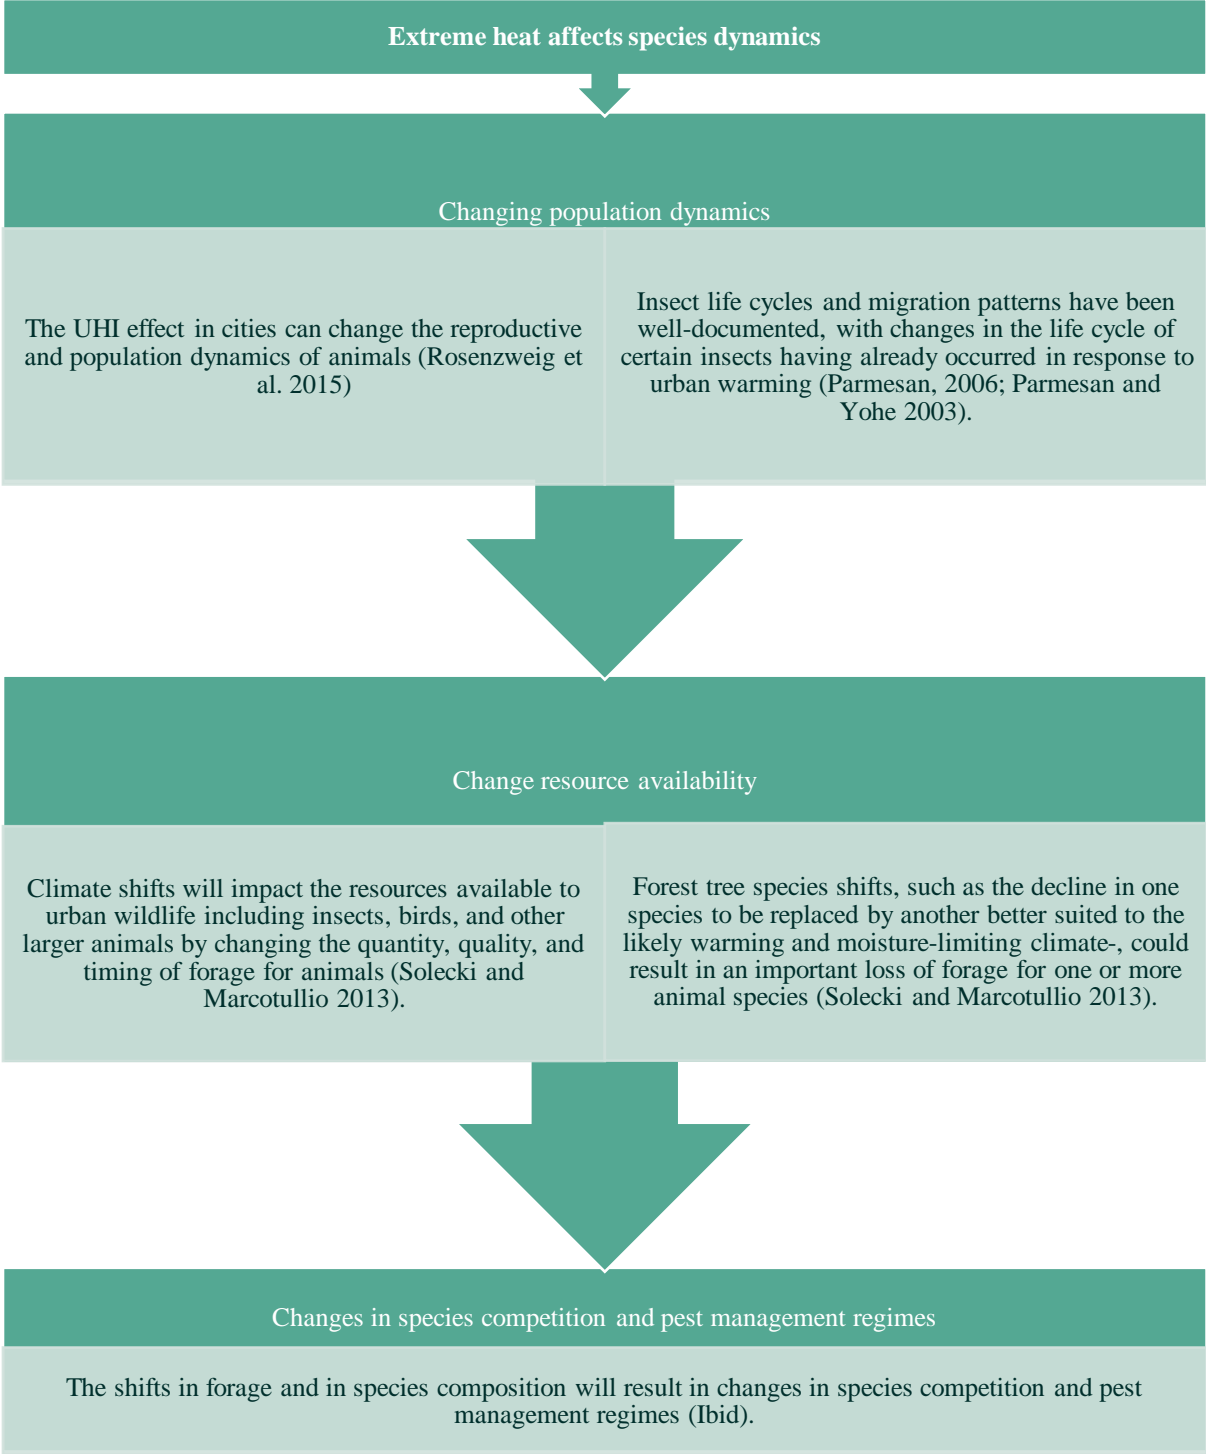 Extreme heat affects species dynamics
Changing population dynamics
The UHI effect in cities can change the reproductive
and population dynamics of animals (Rosenzweig et
al. 2015)
Insect life cycles and migration patterns have been
well-documented, with changes in the life cycle of
certain insects having already occurred in response to
urban warming (Parmesan, 2006; Parmesan and
Yohe 2003).
Change resource availability
Climate shifts will impact the resources available to
urban wildlife including insects, birds, and other
larger animals by changing the quantity, quality, and
timing of forage for animals (Solecki and
Marcotullio 2013).
Forest tree species shifts, such as the decline in one
species to be replaced by another better suited to the
likely warming and moisture-limiting climate-, could
result in an important loss of forage for one or more
animal species (Solecki and Marcotullio 2013).
Changes in species competition and pest management regimes
The shifts in forage and in species composition will result in changes in species competition and pest
management regimes (Ibid).